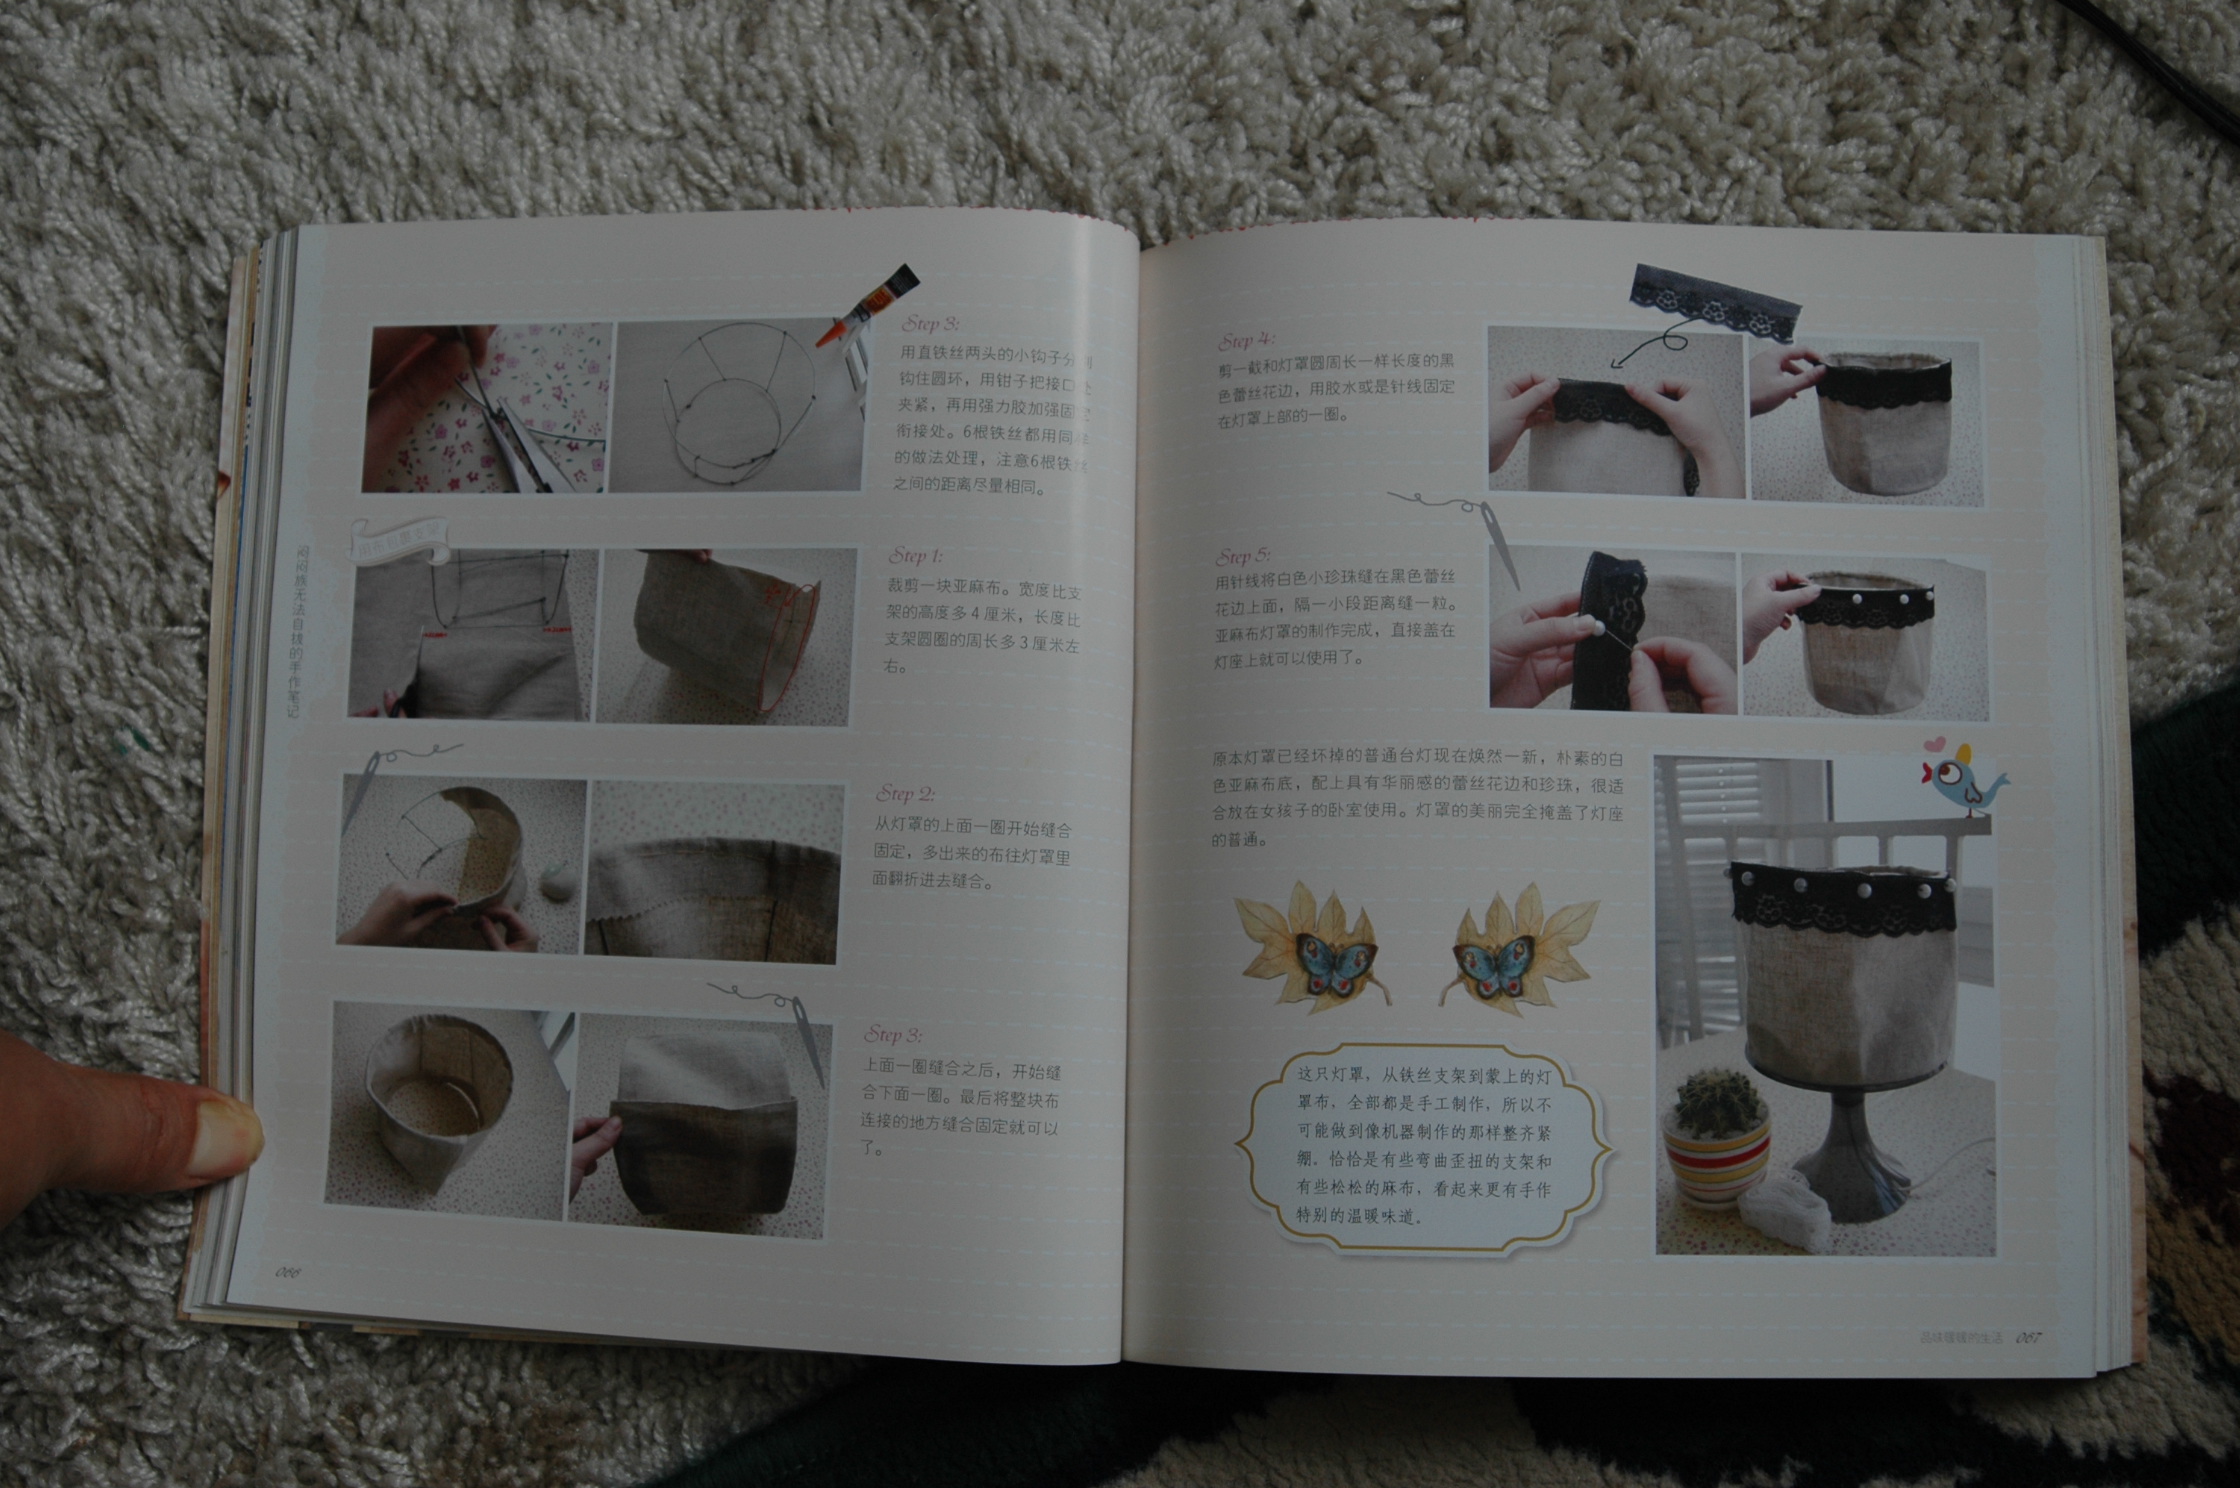 Step 3:
用直铁丝两头的小钩子分别
钩住圆环，用钳子把接口处
夹紧，再用强力胶加强固定
衔接处。6根铁丝都用同样
的做法处理，注意6根铁丝
之间的距离尽量相同。
Step 1:
裁剪一块亚麻布。宽度比支
架的高度多4厘米，长度比
支架圆圈的周长多3厘米左
右。
Step 2:
从灯罩的上面一圈开始缝合
固定，多出来的布往灯罩里
面翻折进去缝合。
Step 3:
上面一圈缝合之后，开始缝
合下面一圈。最后将整块布
连接的地方缝合固定就可以
了。
闷闷族无法自拔的手作笔记
066
Step 4:
剪一截和灯罩圆周长一样长度的黑
色蕾丝花边，用胶水或是针线固定
在灯罩上部的一圈。
Step 5:
用针线将白色小珍珠缝在黑色蕾丝
花边上面，隔一小段距离缝一粒。
亚麻布灯罩的制作完成，直接盖在
灯座上就可以使用了。
原本灯罩已经坏掉的普通台灯现在焕然一新，朴素的白
色亚麻布底，配上具有华丽感的蕾丝花边和珍珠，很适
合放在女孩子的卧室使用。灯罩的美丽完全掩盖了灯座
的普通。
这只灯罩，从铁丝支架到蒙上的灯
罩布，全部都是手工制作，所以不
可能做到像机器制作的那样整齐紧
绷。恰恰是有些弯曲歪扭的支架和
有些松松的麻布，看起来更有手作
特别的温暖味道。
品味暖暖的生活 067